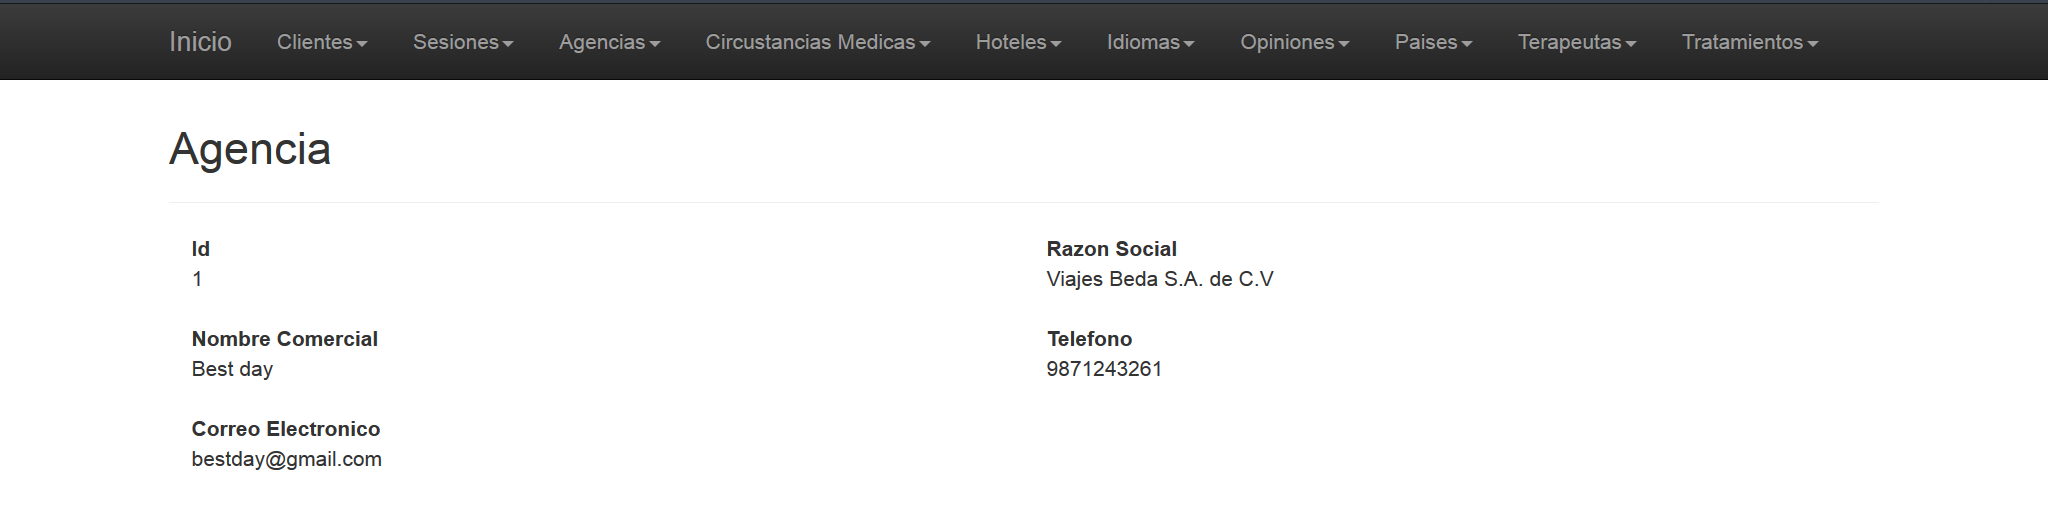 Inicio Clientes Sesiones Agencias Circustancias Medicas Hoteles Idiomas Opiniones Paises Terapeutas Tratamientos
Agencia
Id
1
Razon Social
Viajes Beda S.A. de C.V
Nombre Comercial
Best day
Telefono
9871243261
Correo Electronico
bestday@gmail.com